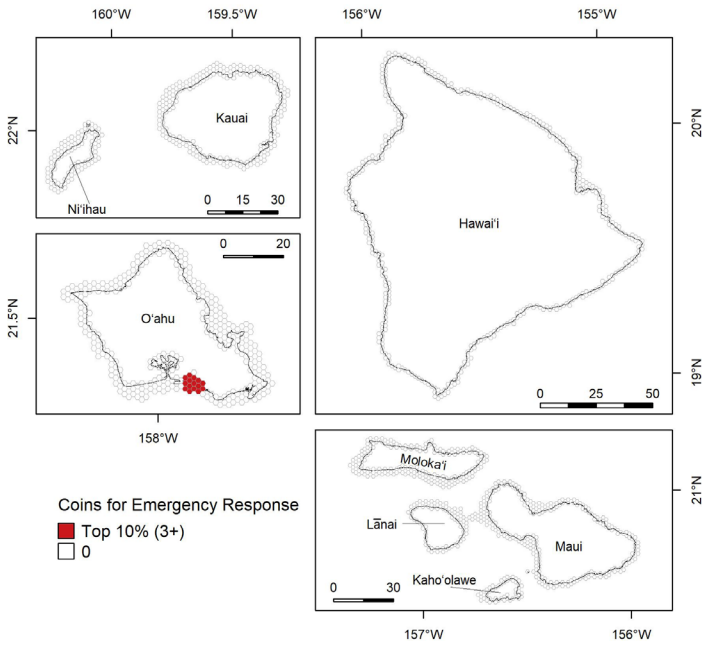 160°W 159.5°W
156°W 155°W
22°N
Kauai
Ni‘ihau
0 15 30
20°N
Hawai‘i
19°N
0 25 50
0 20
O‘ahu
21.5°N
158°W
Coins for Emergency Response
Top 10% (3+)
0
Moloka‘i
Lānai
Maui
Kaho‘olawe
0 30
21°N
157°W 156°W